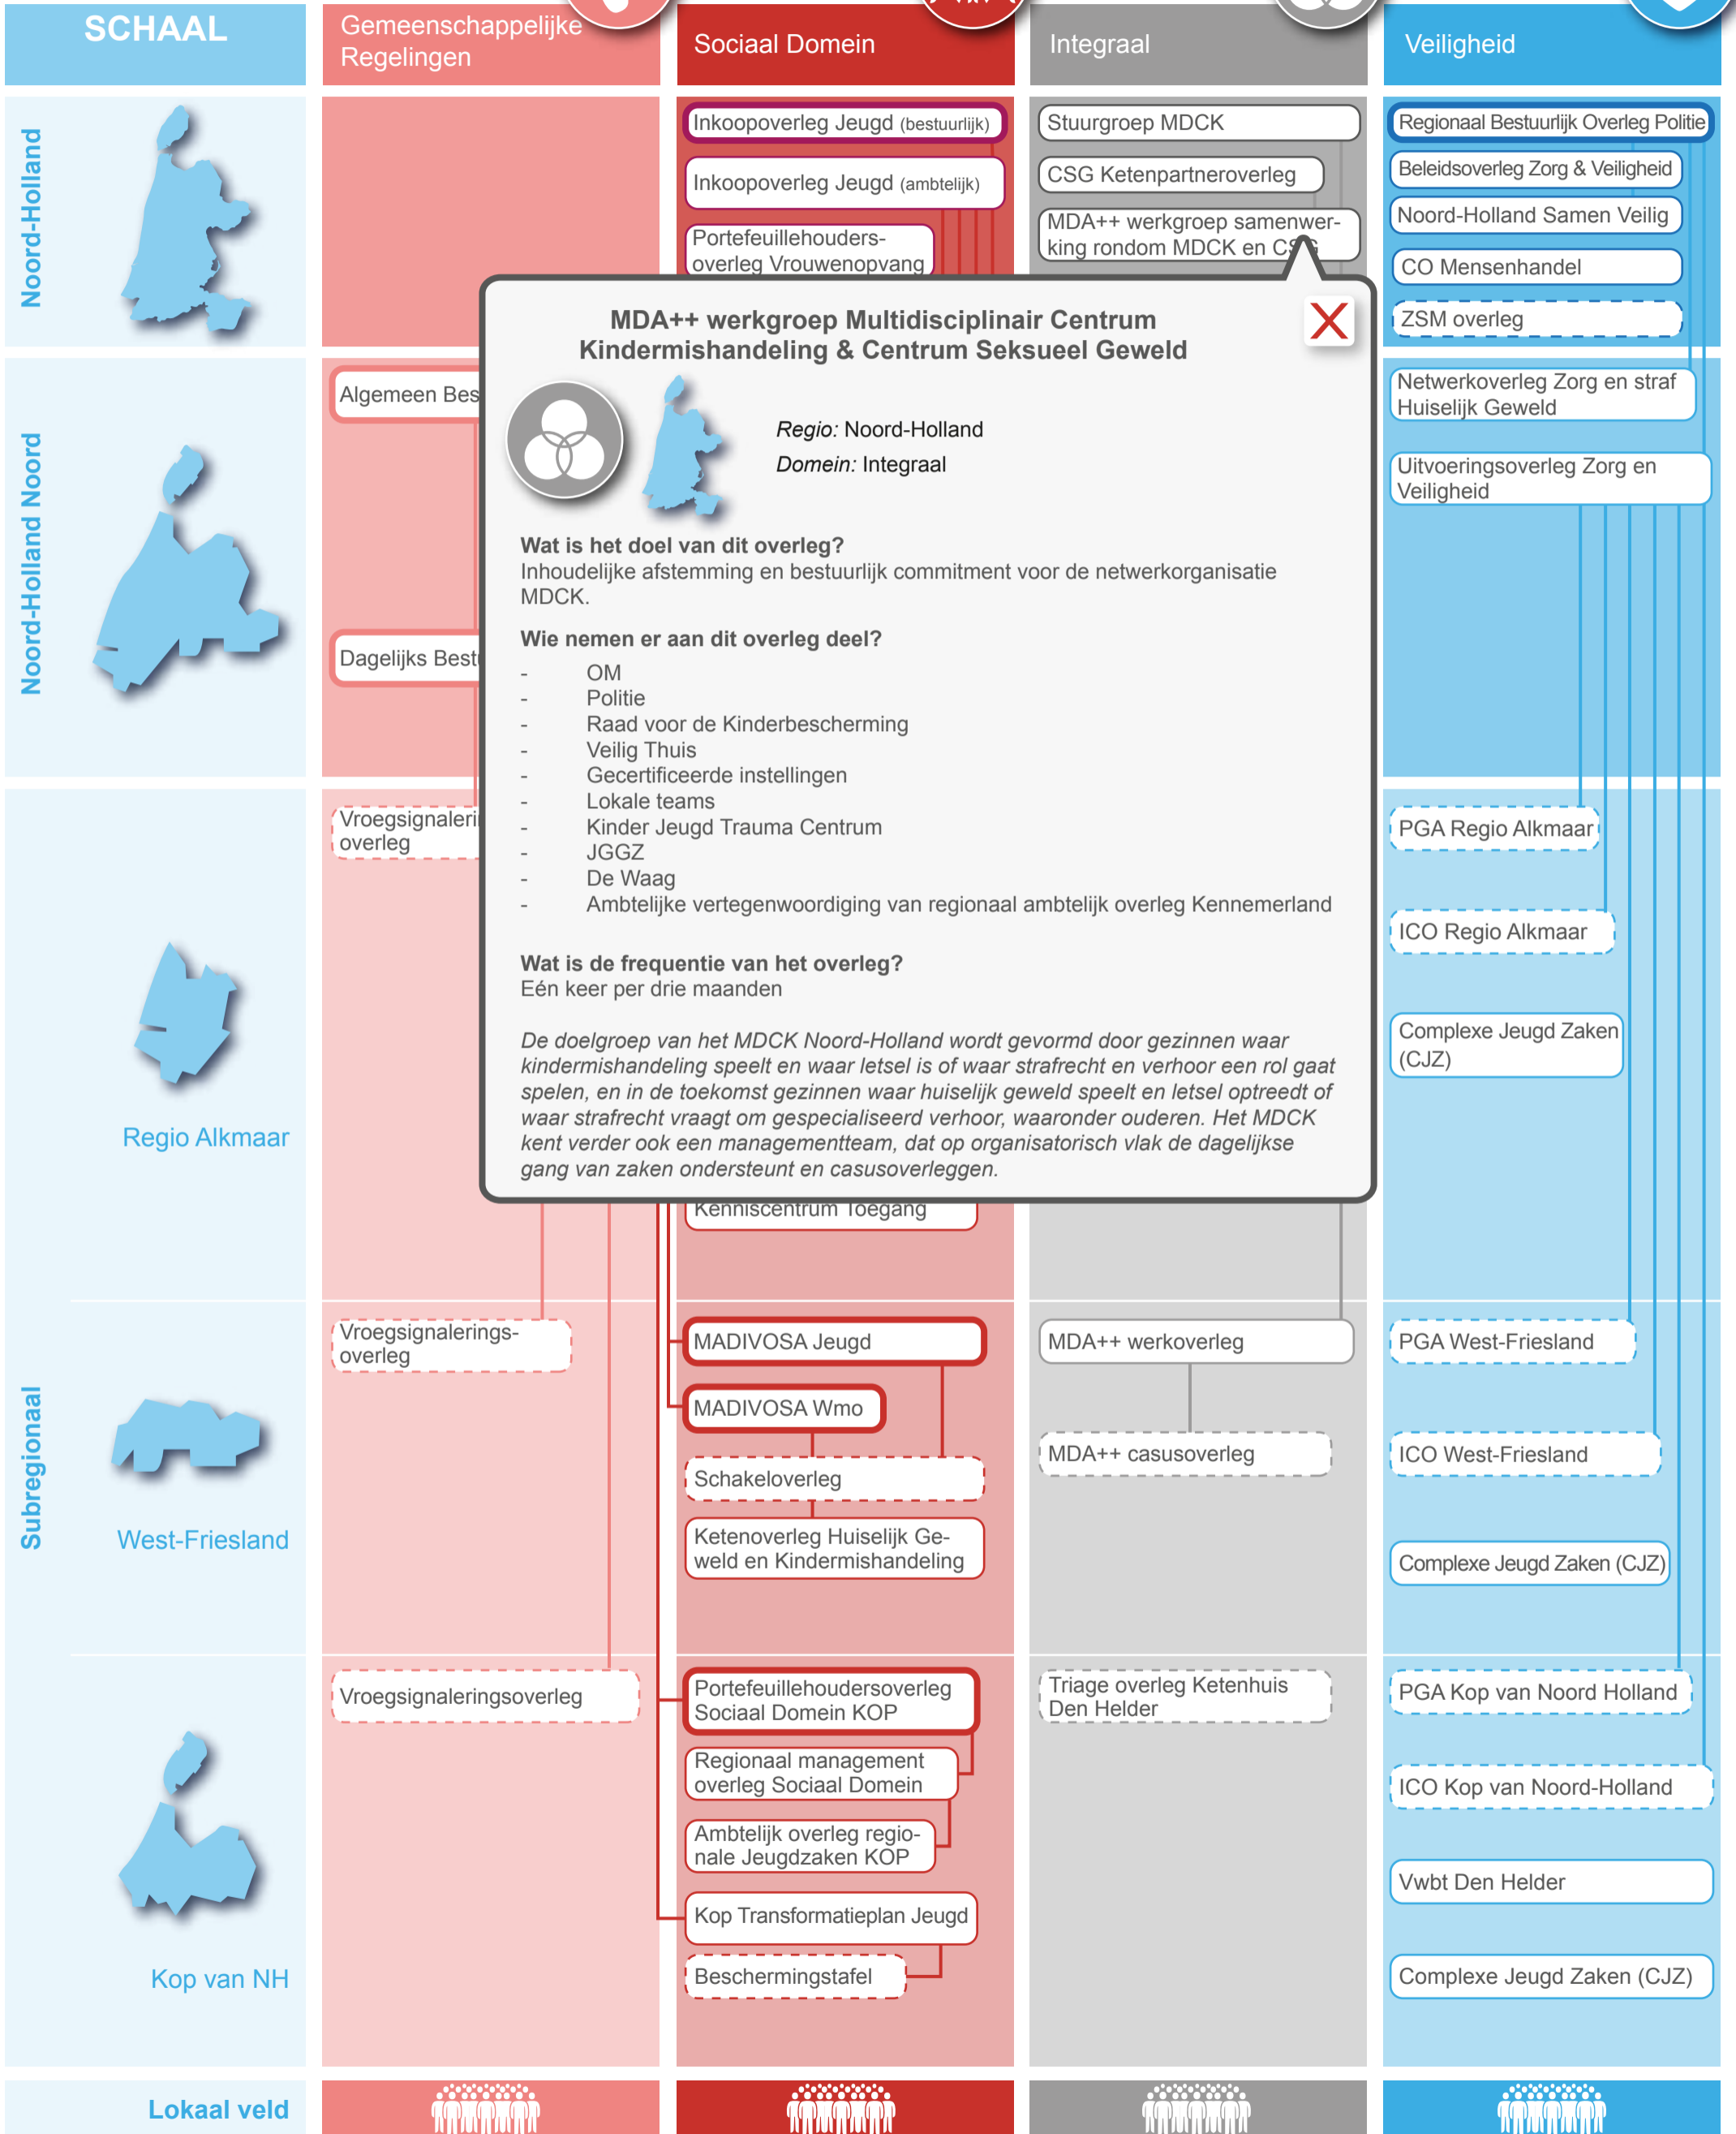 SCHAAL
Gemeenschappelijke
Regelingen
Sociaal Domein
Integraal
Veiligheid
Noord-Holland
Inkoopoverleg Jeugd (bestuurlijk)
Inkoopoverleg Jeugd (ambtelijk)
Portefeuillehouders-
overleg Vrouwenopvang
Stuurgroep MDCK
CSG Ketenpartneroverleg
MDA++ werkgroep samenwer-
king rondom MDCK en CSG
Regionaal Bestuurlijk Overleg Politie
Beleidsoverleg Zorg & Veiligheid
Noord-Holland Samen Veilig
CO Mensenhandel
ZSM overleg
MDA++ werkgroep Multidisciplinair Centrum
Kindermishandeling & Centrum Seksueel Geweld
X
Regio: Noord-Holland
Domein: Integraal
Wat is het doel van dit overleg?
Inhoudelijke afstemming en bestuurlijk commitment voor de netwerkorganisatie
MDCK.
Wie nemen er aan dit overleg deel?
- OM
- Politie
- Raad voor de Kinderbescherming
- Veilig Thuis
- Gecertificeerde instellingen
- Lokale teams
- Kinder Jeugd Trauma Centrum
- JGGZ
- De Waag
- Ambtelijke vertegenwoordiging van regionaal ambtelijk overleg Kennemerland
Wat is de frequentie van het overleg?
Eén keer per drie maanden
De doelgroep van het MDCK Noord-Holland wordt gevormd door gezinnen waar
kindermishandeling speelt en waar letsel is of waar strafrecht en verhoor een rol gaat
spelen, en in de toekomst gezinnen waar huiselijk geweld speelt en letsel optreedt of
waar strafrecht vraagt om gespecialiseerd verhoor, waaronder ouderen. Het MDCK
kent verder ook een managementteam, dat op organisatorisch vlak de dagelijkse
gang van zaken ondersteunt en casusoverleggen.
Noord-Holland Noord
Algemeen Bes
Dagelijks Best
Netwerkoverleg Zorg en straf
Huiselijk Geweld
Uitvoeringsoverleg Zorg en
Veiligheid
Subregionaal
Regio Alkmaar
Vroegsignaleri
overleg
Kenniscentrum Toegang
PGA Regio Alkmaar
ICO Regio Alkmaar
Complexe Jeugd Zaken
(CJZ)
West-Friesland
Vroegsignalerings-
overleg
MADIVOSA Jeugd
MADIVOSA Wmo
Schakeloverleg
Ketenoverleg Huiselijk Ge-
weld en Kindermishandeling
MDA++ werkoverleg
MDA++ casusoverleg
PGA West-Friesland
ICO West-Friesland
Complexe Jeugd Zaken (CJZ)
Kop van NH
Vroegsignaleringsoverleg
Portefeuillehoudersoverleg
Sociaal Domein KOP
Regionaal management
overleg Sociaal Domein
Ambtelijk overleg regio-
nale Jeugdzaken KOP
Kop Transformatieplan Jeugd
Beschermingstafel
Triage overleg Ketenhuis
Den Helder
PGA Kop van Noord Holland
ICO Kop van Noord-Holland
Vwbt Den Helder
Complexe Jeugd Zaken (CJZ)
Lokaal veld